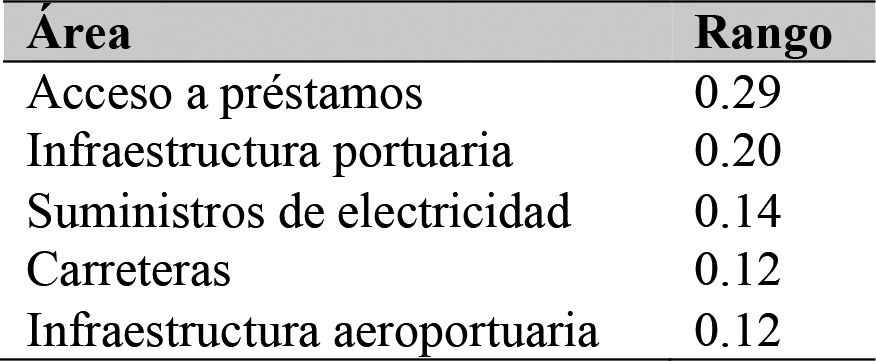 Área Rango
Acceso a préstamos 0.29
Infraestructura portuaria 0.20
Suministros de electricidad 0.14
Carreteras 0.12
Infraestructura aeroportuaria 0.12